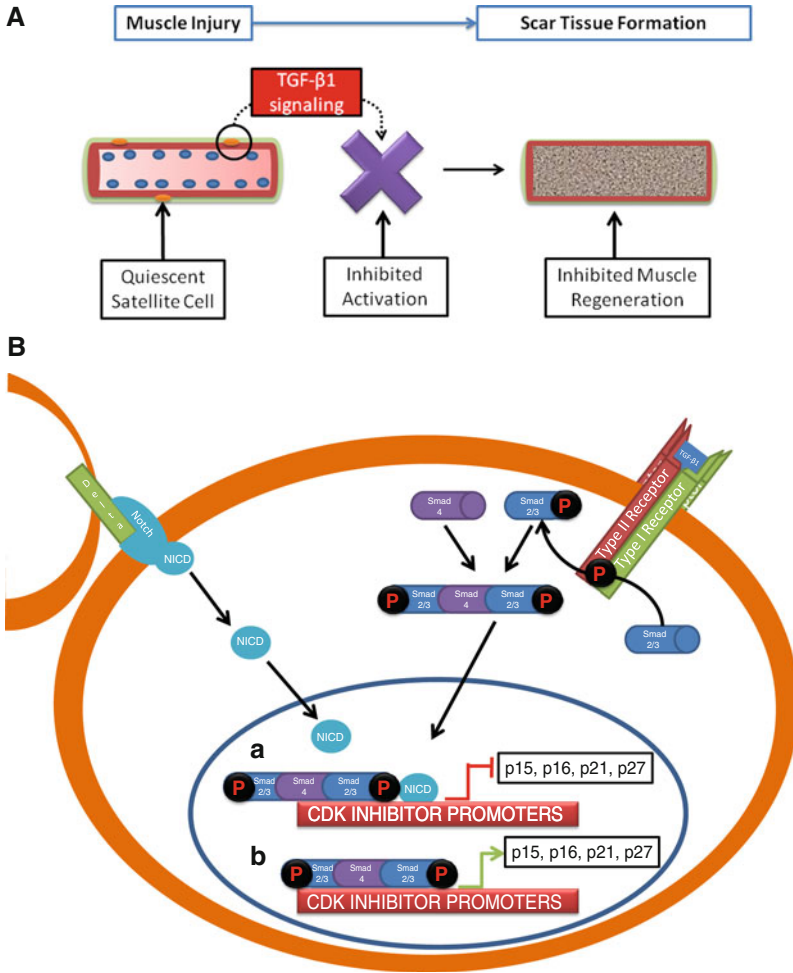 A
Muscle Injury
Scar Tissue Formation
TGF-β1
signaling
Quiescent
Satellite Cell
Inhibited
Activation
Inhibited Muscle
Regeneration
B
Delta
Notch
NICD
Smad
4
Smad
2/3
P
TGF-β1
Type II Receptor
Type I Receptor
P
P
Smad
2/3
Smad
4
Smad
2/3
P
Smad
2/3
NICD
NICD
a
P
Smad
2/3
Smad
4
Smad
2/3
P
NICD
p15, p16, p21, p27
CDK INHIBITOR PROMOTERS
b
P
Smad
2/3
Smad
4
Smad
2/3
P
p15, p16, p21, p27
CDK INHIBITOR PROMOTERS